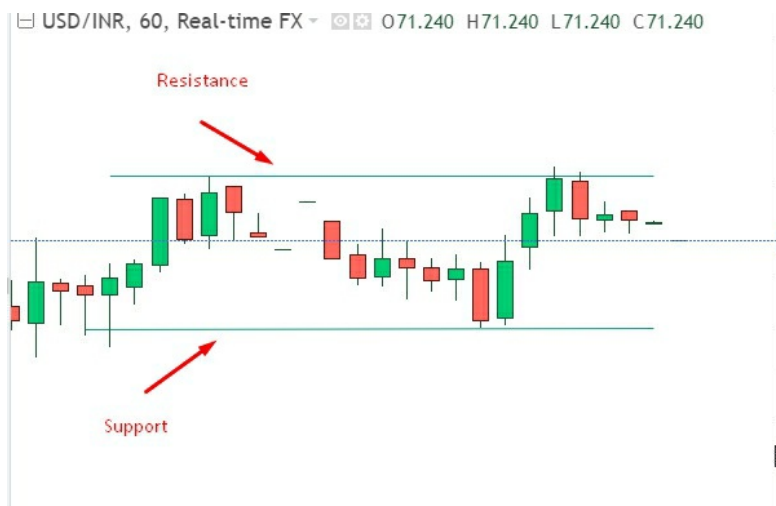 USD/INR, 60, Real-time FX O71.240 H71.240 L71.240 C71.240
Resistance
Support